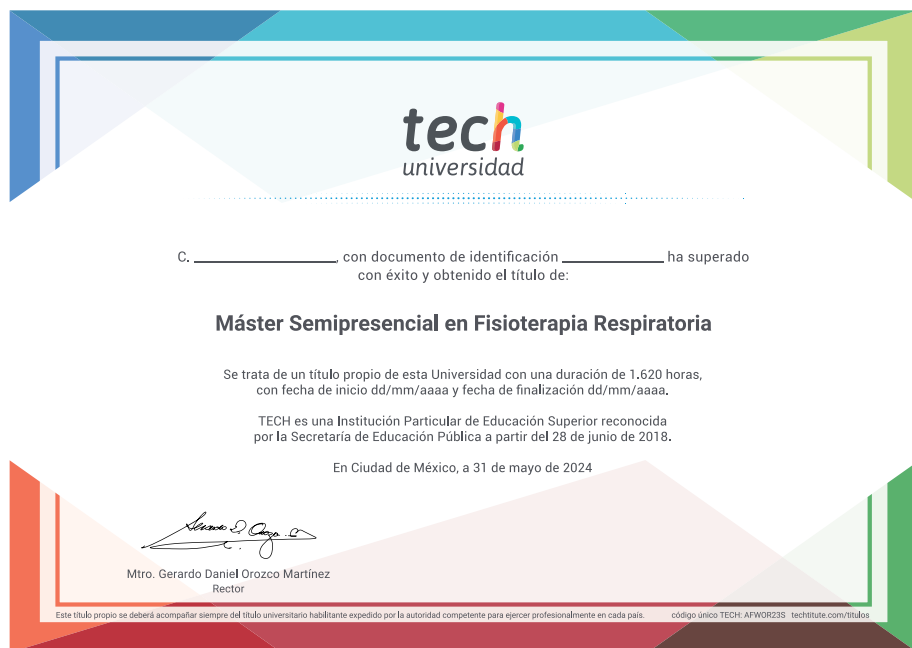 tech
universidad
C. ____________, con documento de identificación ____________ ha superado
con éxito y obtenido el título de:
Máster Semipresencial en Fisioterapia Respiratoria
Se trata de un título propio de esta Universidad con una duración de 1.620 horas,
con fecha de inicio dd/mm/aaaa y fecha de finalización dd/mm/aaaa.
TECH es una Institución Particular de Educación Superior reconocida
por la Secretaría de Educación Pública a partir del 28 de junio de 2018.
En Ciudad de México, a 31 de mayo de 2024
Mtro. Gerardo Daniel Orozco Martínez
Rector
Este título propio se deberá acompañar siempre del título universitario habilitante expedido por la autoridad competente para ejercer profesionalmente en cada país. código único TECH: AFWOR23S techtitute.com/titulos